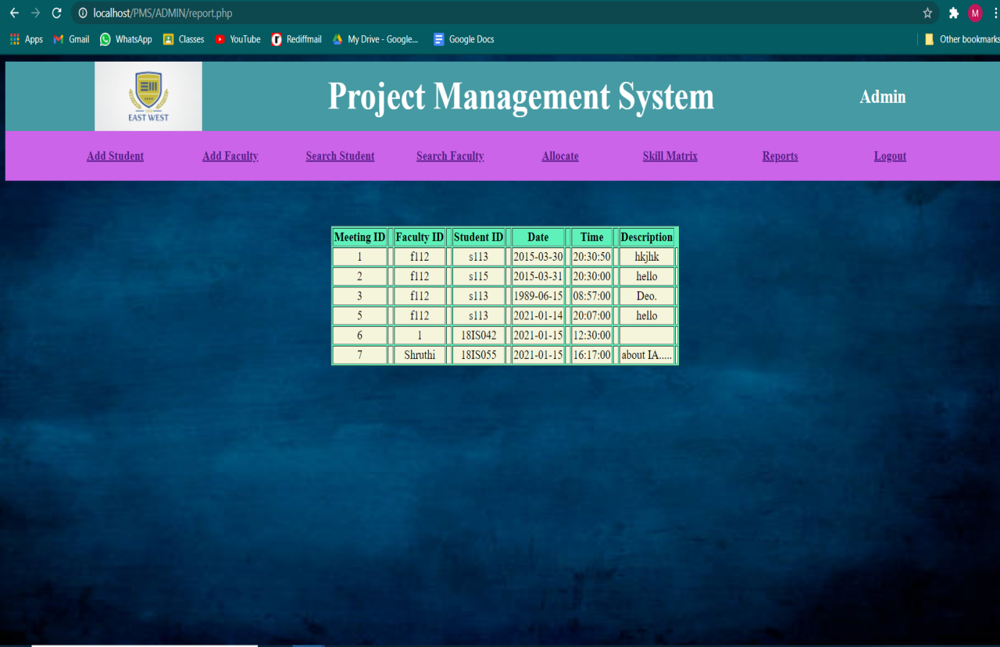 localhost/PMS/ADMIN/report.php M
Apps Gmail WhatsApp Classes YouTube Rediffmail My Drive - Google... Google Docs Other bookmarks
EAST WEST
Project Management System
Admin
Add Student Add Faculty Search Student Search Faculty Allocate Skill Matrix Reports Logout
Meeting ID Faculty ID Student ID Date Time Description
1 f112 s113 2015-03-30 20:30:50 hkjhk
2 f112 s115 2015-03-31 20:30:00 hello
3 f112 s113 1989-06-15 08:57:00 Deo.
5 f112 s113 2021-01-14 20:07:00 hello
6 1 18IS042 2021-01-15 12:30:00
7 Shruthi 18IS055 2021-01-15 16:17:00 about IA.....